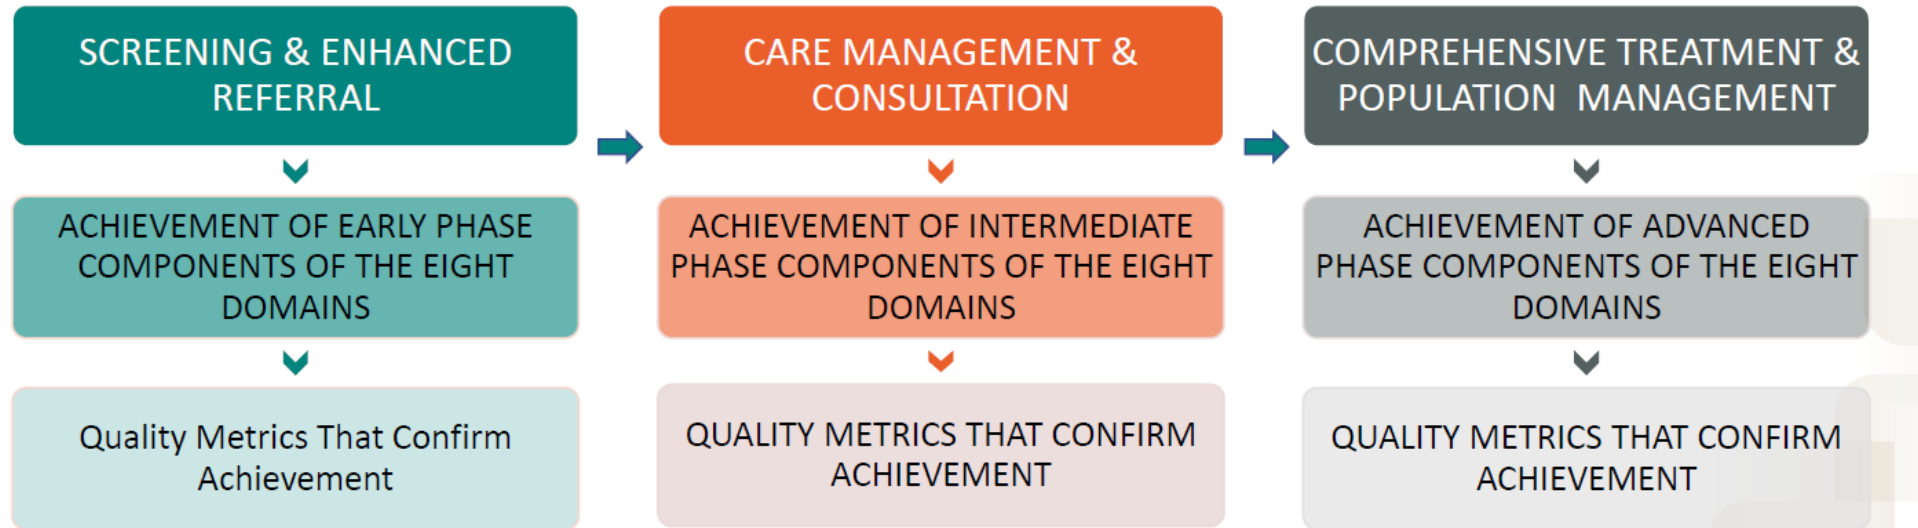 SCREENING & ENHANCED
REFERRAL
CARE MANAGEMENT &
CONSULTATION
COMPREHENSIVE TREATMENT &
POPULATION  MANAGEMENT
ACHIEVEMENT OF EARLY PHASE
COMPONENTS OF THE EIGHT
DOMAINS
ACHIEVEMENT OF INTERMEDIATE
PHASE COMPONENTS OF THE EIGHT
DOMAINS
ACHIEVEMENT OF ADVANCED
PHASE COMPONENTS OF THE EIGHT
DOMAINS
Quality Metrics That Confirm
Achievement
QUALITY METRICS THAT CONFIRM
ACHIEVEMENT
QUALITY METRICS THAT CONFIRM
ACHIEVEMENT